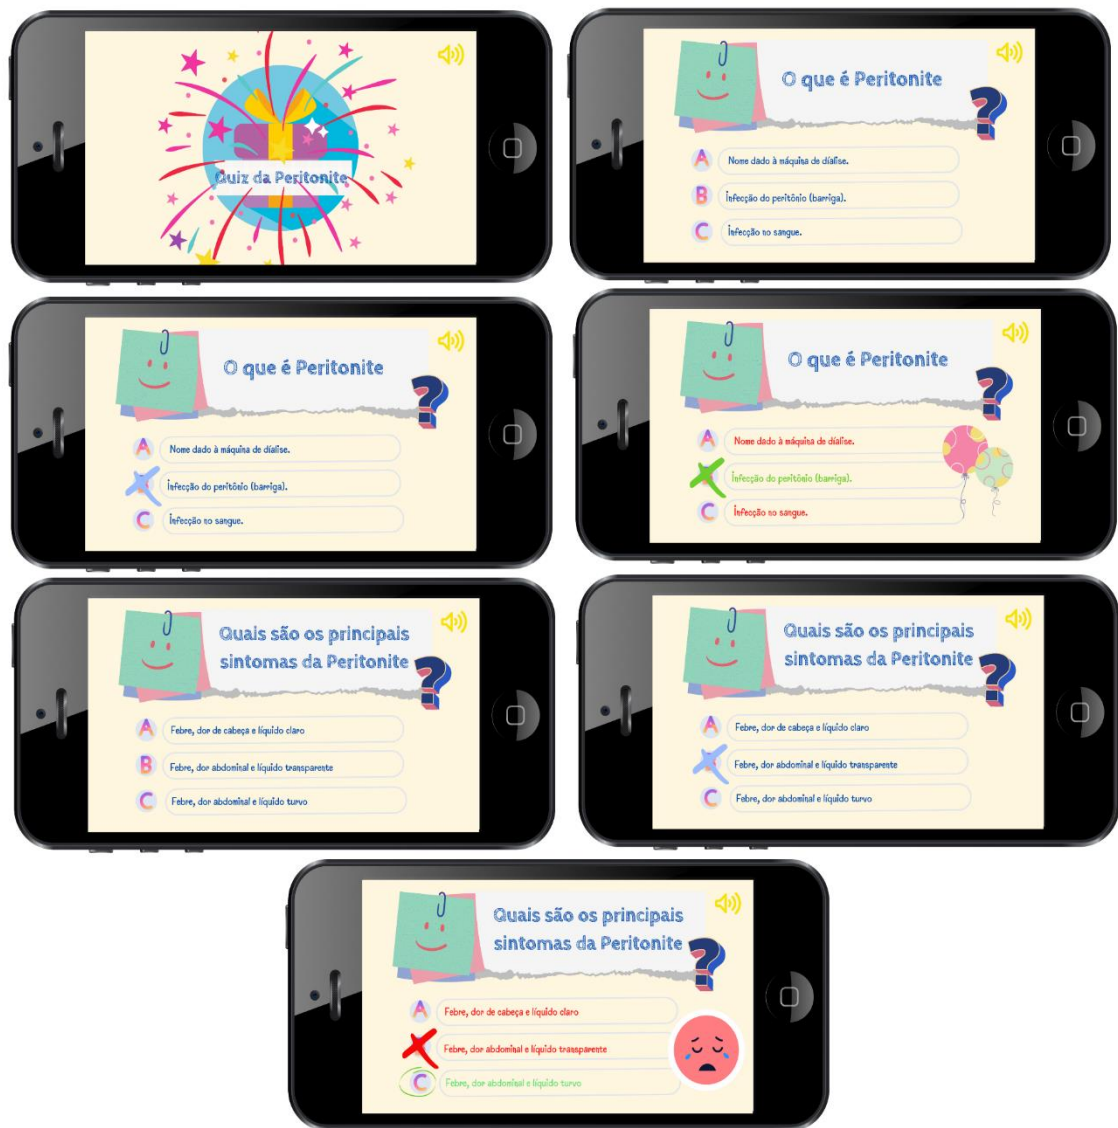 Quiz da Peritonite
O que é Peritonite
?
A Nome dado à máquina de díalise.
B Infecção do peritônio (barriga).
C Infecção no sangue.
O que é Peritonite
?
A Nome dado à máquina de díalise.
Infecção do peritônio (barriga).
C Infecção no sangue.
O que é Peritonite
?
A Nome dado à máquina de díalise.
Infecção do peritônio (barriga).
C Infecção no sangue.
Quais são os principais
sintomas da Peritonite
?
A Febre, dor de cabeça e líquido claro
B Febre, dor abdominal e líquido transparente
C Febre, dor abdominal e líquido turvo
Quais são os principais
sintomas da Peritonite
?
A Febre, dor de cabeça e líquido claro
Febre, dor abdominal e líquido transparente
C Febre, dor abdominal e líquido turvo
Quais são os principais
sintomas da Peritonite
?
A Febre, dor de cabeça e líquido claro
Febre, dor abdominal e líquido transparente
C Febre, dor abdominal e líquido turvo